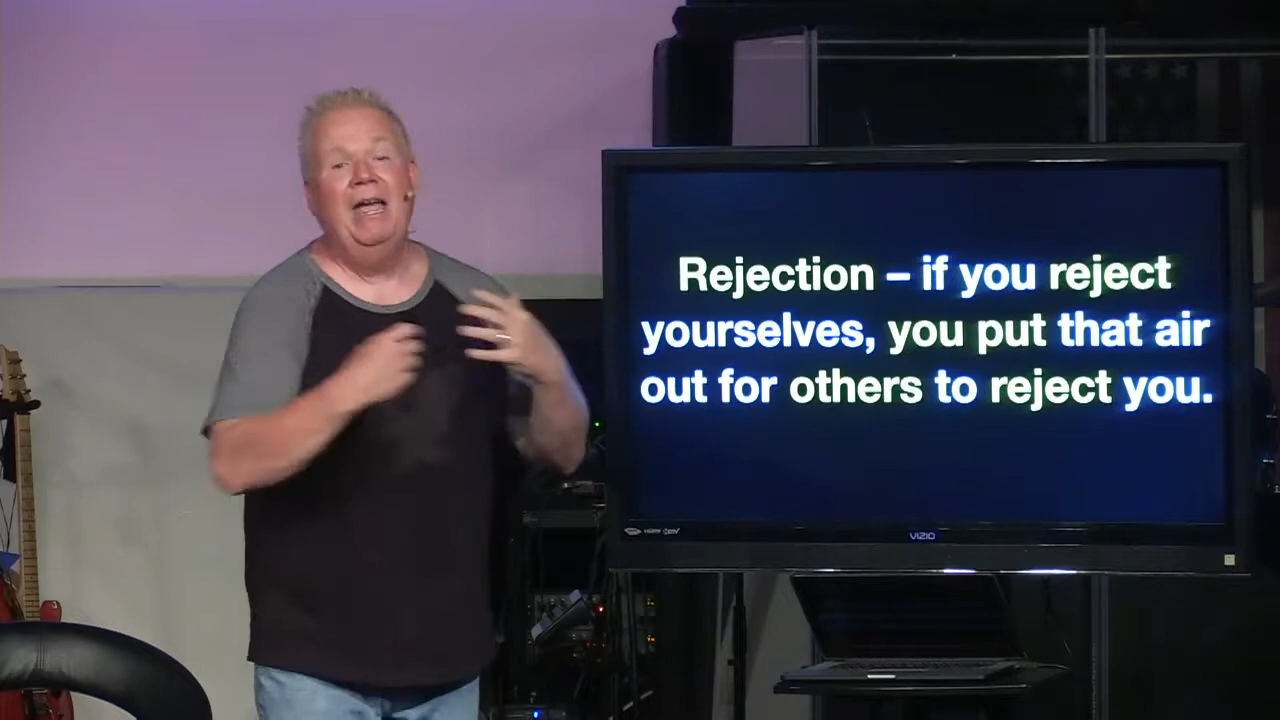 Rejection – if you reject
yourselves, you put that air
out for others to reject you.
VIZIO